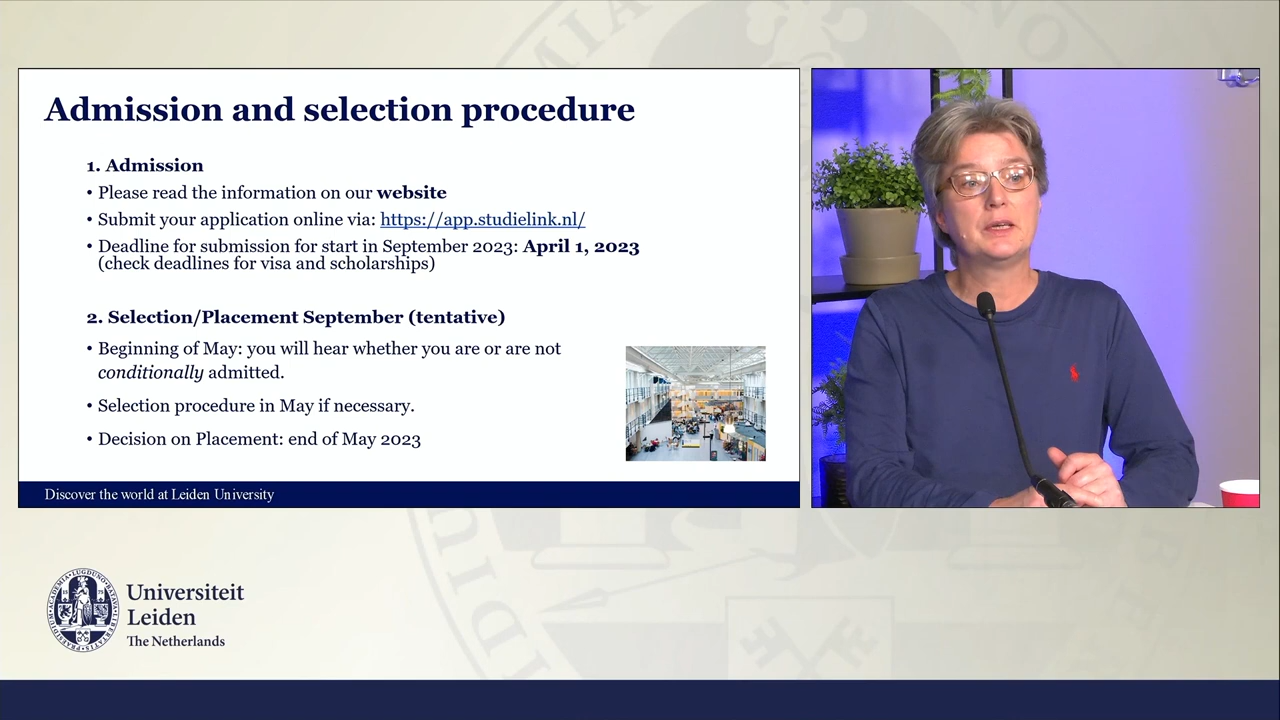 Admission and selection procedure
1. Admission
• Please read the information on our website
• Submit your application online via: https://app.studielink.nl/
• Deadline for submission for start in September 2023: April 1, 2023
(check deadlines for visa and scholarships)
2. Selection/Placement September (tentative)
• Beginning of May: you will hear whether you are or are not
conditionally admitted.
• Selection procedure in May if necessary.
• Decision on Placement: end of May 2023
Discover the world at Leiden University
Universiteit
Leiden
The Netherlands